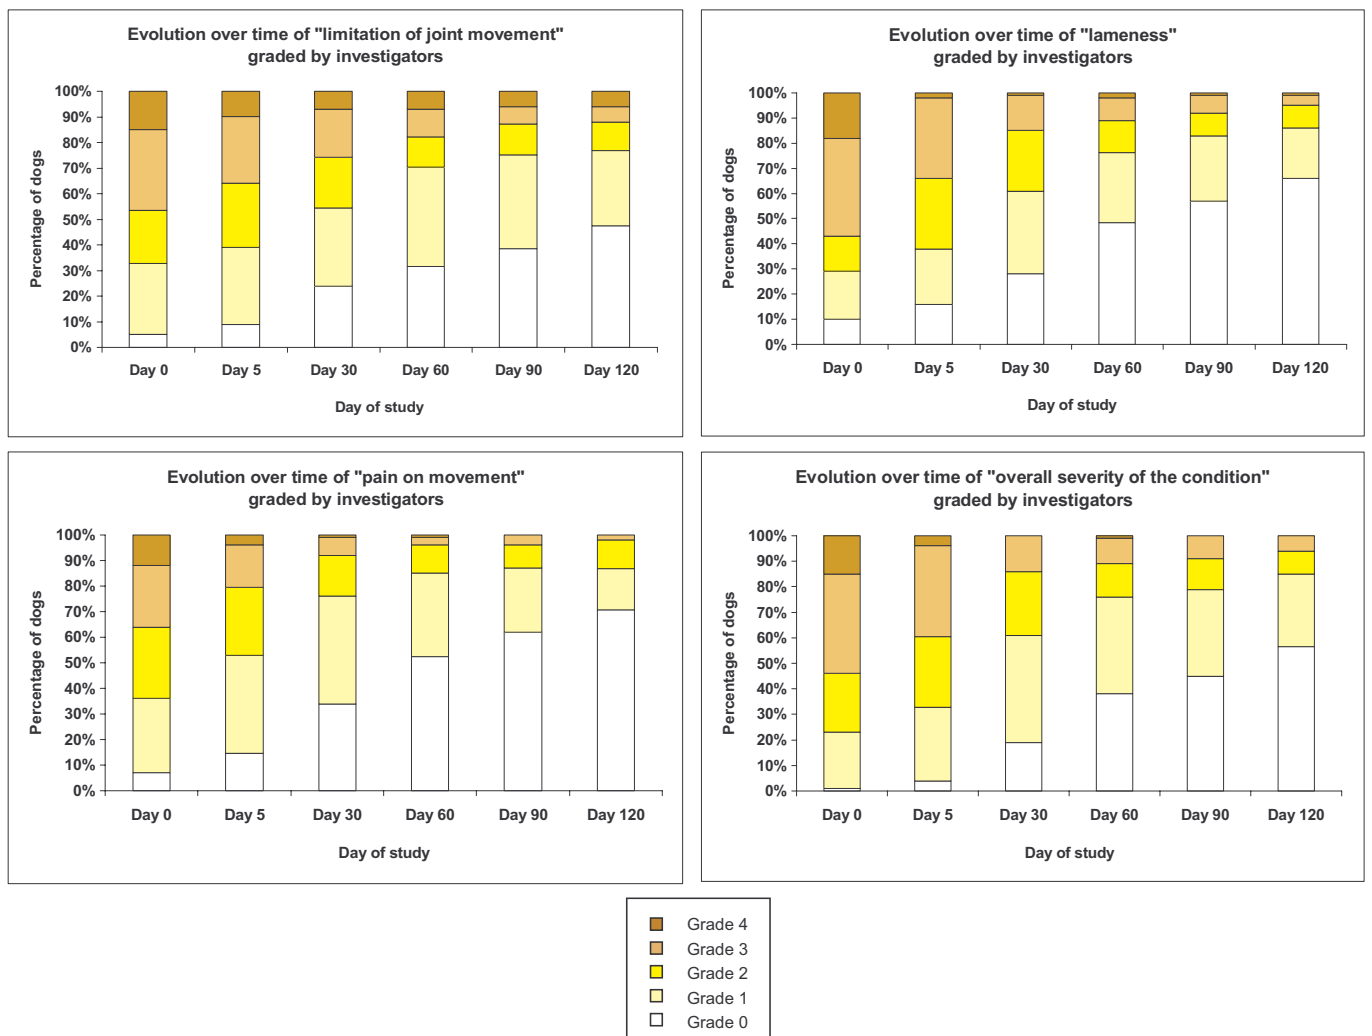 Evolution over time of "limitation of joint movement"
graded by investigators
100%
90%
80%
70%
60%
50%
40%
30%
20%
10%
0%
Percentage of dogs
Day 0 Day 5 Day 30 Day 60 Day 90 Day 120
Day of study
Evolution over time of "lameness"
graded by investigators
100%
90%
80%
70%
60%
50%
40%
30%
20%
10%
0%
Percentage of dogs
Day 0 Day 5 Day 30 Day 60 Day 90 Day 120
Day of study
Evolution over time of "pain on movement"
graded by investigators
100%
90%
80%
70%
60%
50%
40%
30%
20%
10%
0%
Percentage of dogs
Day 0 Day 5 Day 30 Day 60 Day 90 Day 120
Day of study
Evolution over time of "overall severity of the condition"
graded by investigators
100%
90%
80%
70%
60%
50%
40%
30%
20%
10%
0%
Percentage of dogs
Day 0 Day 5 Day 30 Day 60 Day 90 Day 120
Day of study
Grade 4
Grade 3
Grade 2
Grade 1
Grade 0